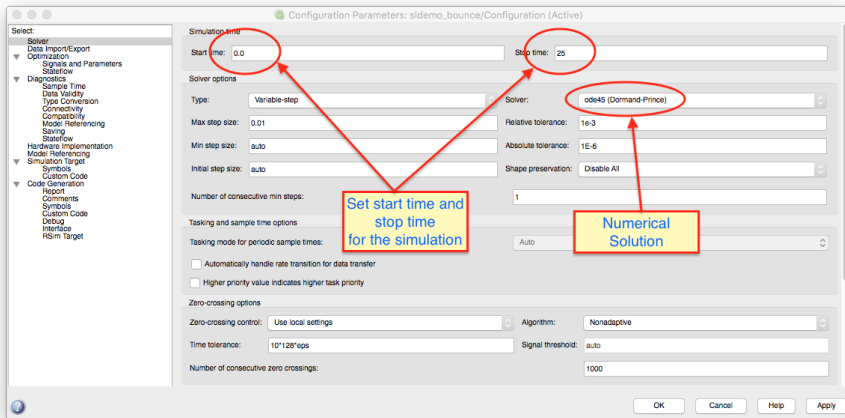 Configuration Parameters: sldemo_bounce/Configuration (Active)
Select:
Solver
Data Import/Export
Optimization
Signals and Parameters
Stateflow
Diagnostics
Sample Time
Data Validity
Type Conversion
Connectivity
Compatibility
Model Referencing
Saving
Stateflow
Hardware Implementation
Model Referencing
Simulation Target
Symbols
Custom Code
Code Generation
Report
Comments
Symbols
Custom Code
Debug
Interface
RSim Target
Simulation time
Start time: 0.0 Stop time: 25
Solver options
Type: Variable-step Solver: ode45 (Dormand-Prince)
Max step size: 0.01 Relative tolerance: 1e-3
Min step size: auto Absolute tolerance: 1E-6
Initial step size: auto Shape preservation: Disable All
Number of consecutive min steps: 1
Set start time and
stop time
for the simulation
Numerical
Solution
Tasking and sample time options
Tasking mode for periodic sample times: Auto
Automatically handle rate transition for data transfer
Higher priority value indicates higher task priority
Zero-crossing options
Zero-crossing control: Use local settings Algorithm: Nonadaptive
Time tolerance: 10*128*eps Signal threshold: auto
Number of consecutive zero crossings: 1000
? OK Cancel Help Apply